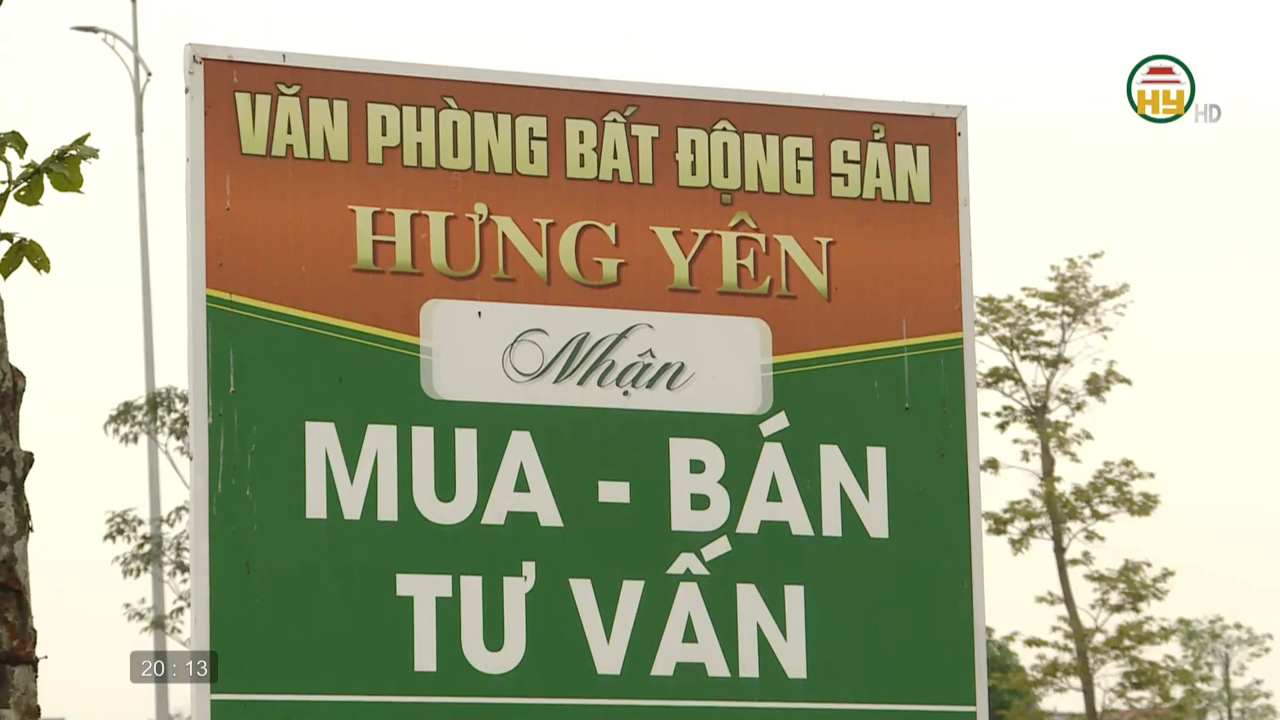 VĂN PHÒNG BẤT ĐỘNG SẢN
HƯNG YÊN
Nhận
MUA - BÁN
TƯ VẤN
HY HD
20 : 13